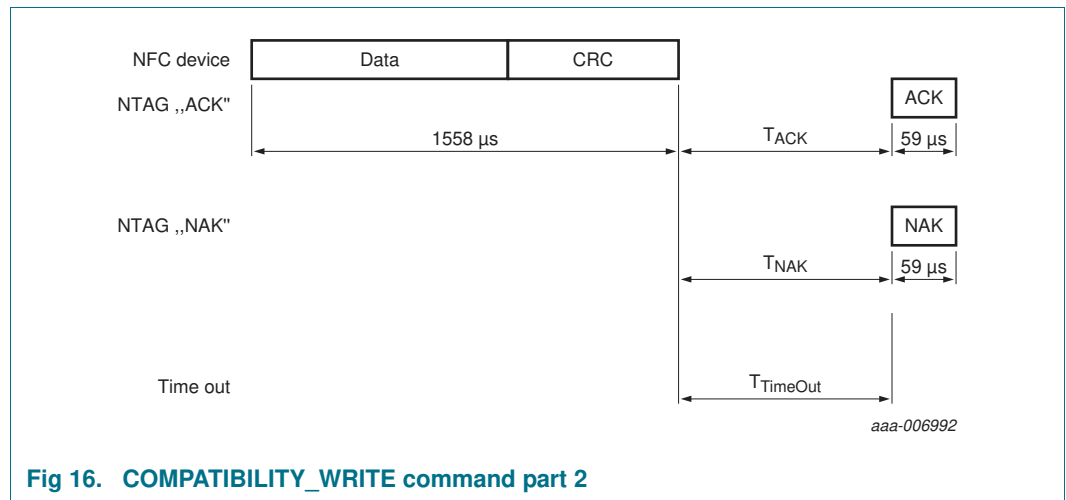 NFC device Data CRC
NTAG ,,ACK" ACK
1558 µs TACK 59 µs
NTAG ,,NAK" NAK
TNAK 59 µs
Time out TTimeOut
aaa-006992
Fig 16. COMPATIBILITY_WRITE command part 2